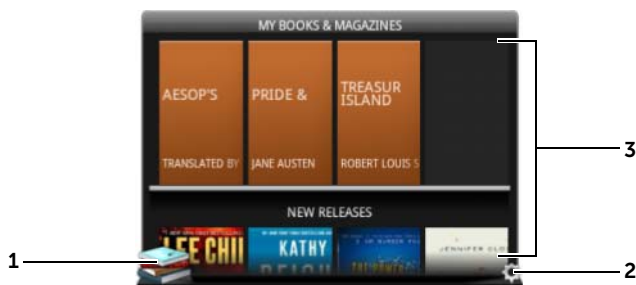 MY BOOKS & MAGAZINES
AESOP'S
PRIDE &
TREASUR
ISLAND
TRANSLATED BY
JANE AUSTEN
ROBERT LOUIS S
3
NEW RELEASES
LEE CHI
KATHY
JENNIFER
1
2